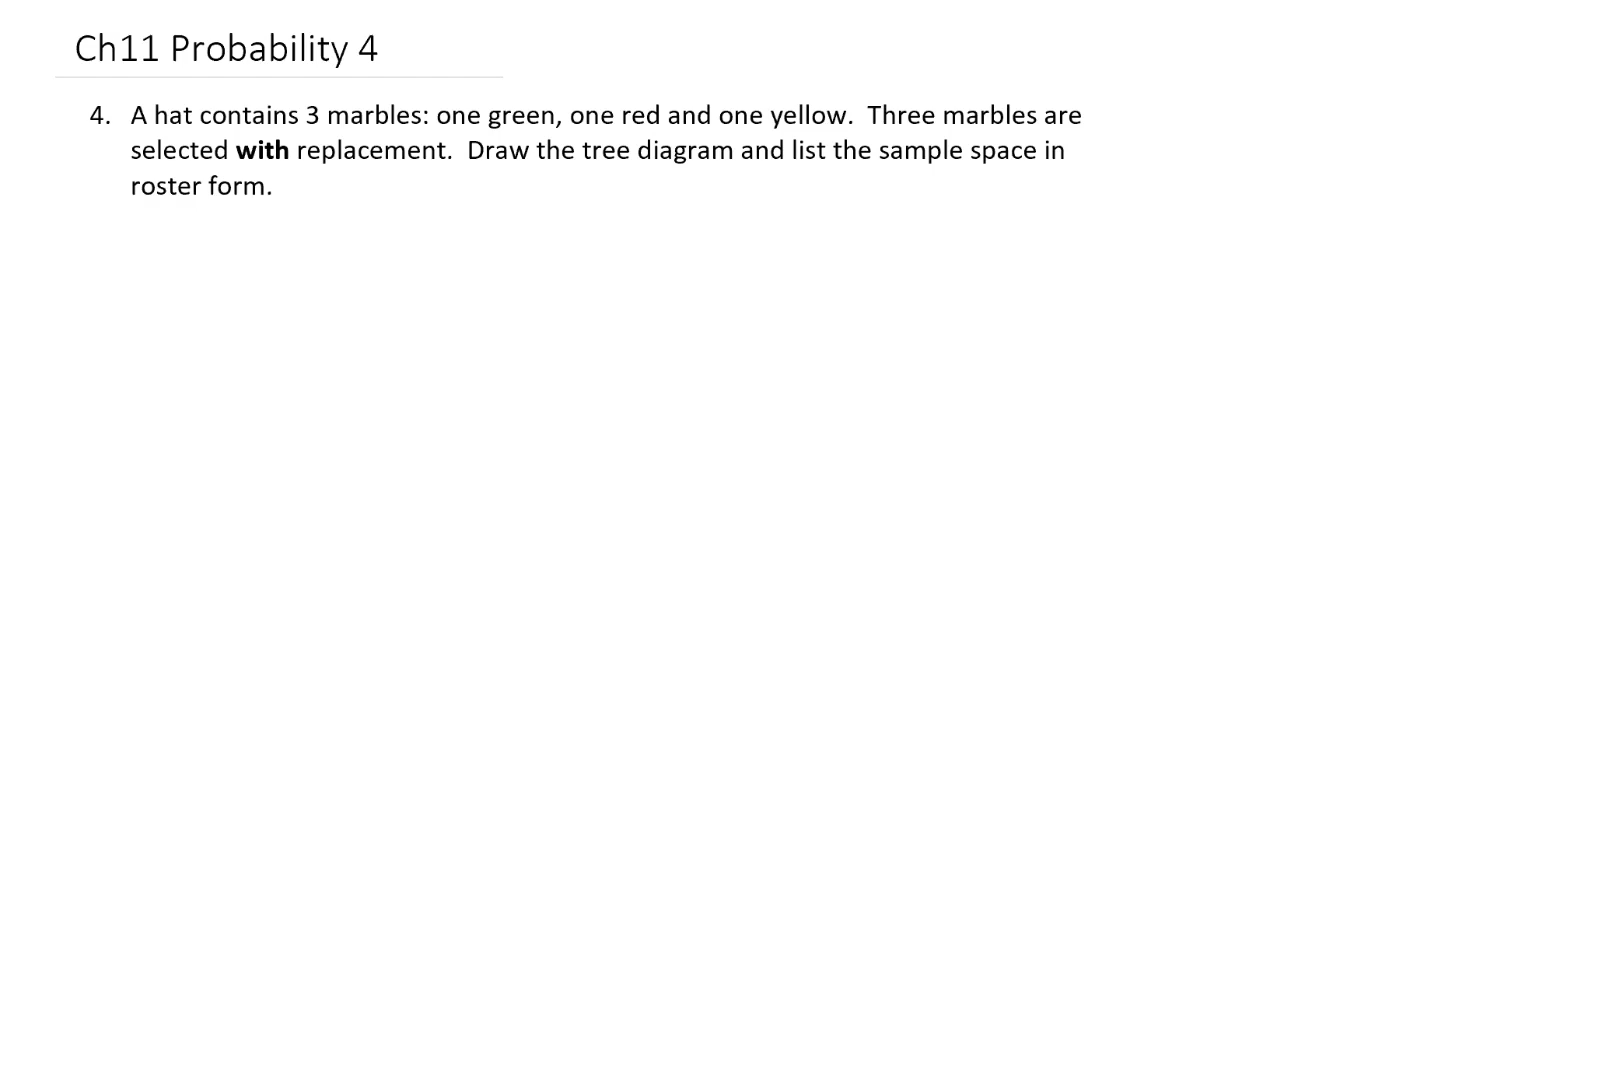 Ch11 Probability 4
4. A hat contains 3 marbles: one green, one red and one yellow. Three marbles are
selected with replacement. Draw the tree diagram and list the sample space in
roster form.